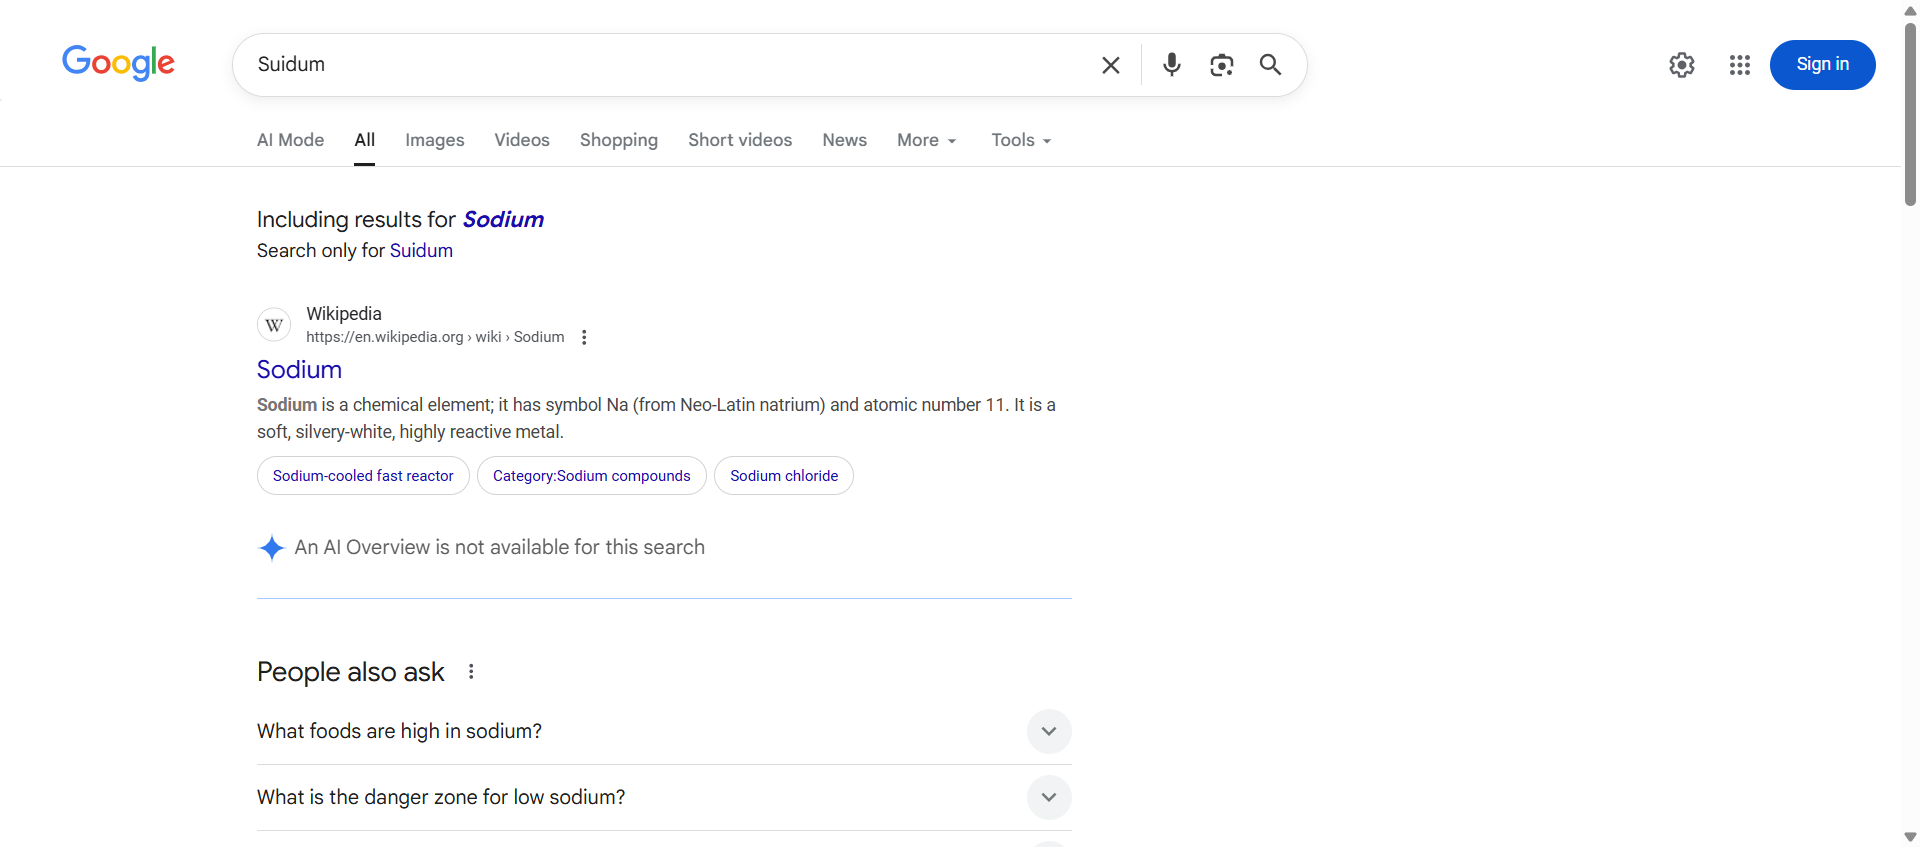 Google
Suidum
Sign in
AI Mode All Images Videos Shopping Short videos News More Tools
Including results for Sodium
Search only for Suidum
W
Wikipedia
https://en.wikipedia.org › wiki › Sodium
Sodium
Sodium is a chemical element; it has symbol Na (from Neo-Latin natrium) and atomic number 11. It is a
soft, silvery-white, highly reactive metal.
Sodium-cooled fast reactor Category:Sodium compounds Sodium chloride
An AI Overview is not available for this search
People also ask
What foods are high in sodium?
What is the danger zone for low sodium?